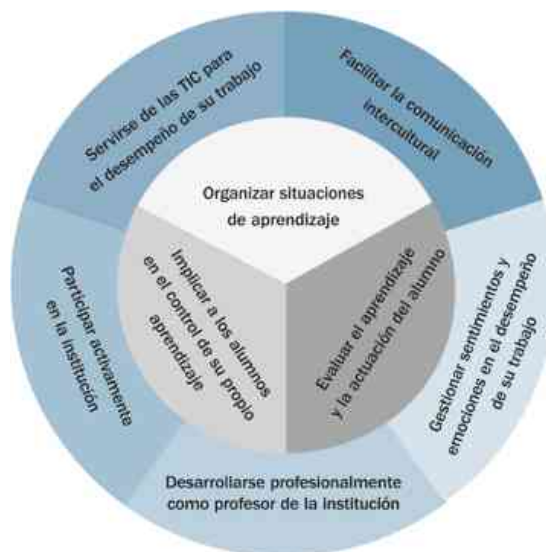 Servirse de las TIC para
el desempeño de su trabajo
Facilitar la comunicación
intercultural
Organizar situaciones
de aprendizaje
Implicar a los alumnos
en el control de su propio
aprendizaje
Evaluar el aprendizaje
y la actuación del alumno
Participar activamente
en la institución
Gestionar sentimientos y
emociones en el desempeño
de su trabajo
Desarrollarse profesionalmente
como profesor de la institución